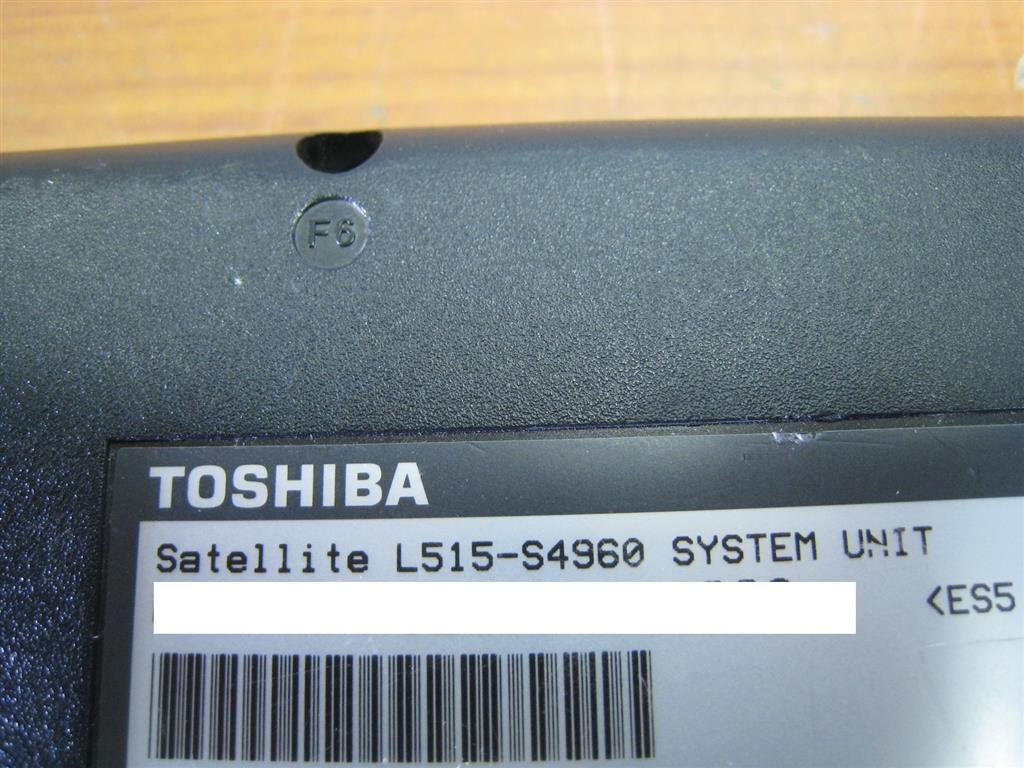 F6
TOSHIBA
Satellite L515-S4960 SYSTEM UNIT
<ES5